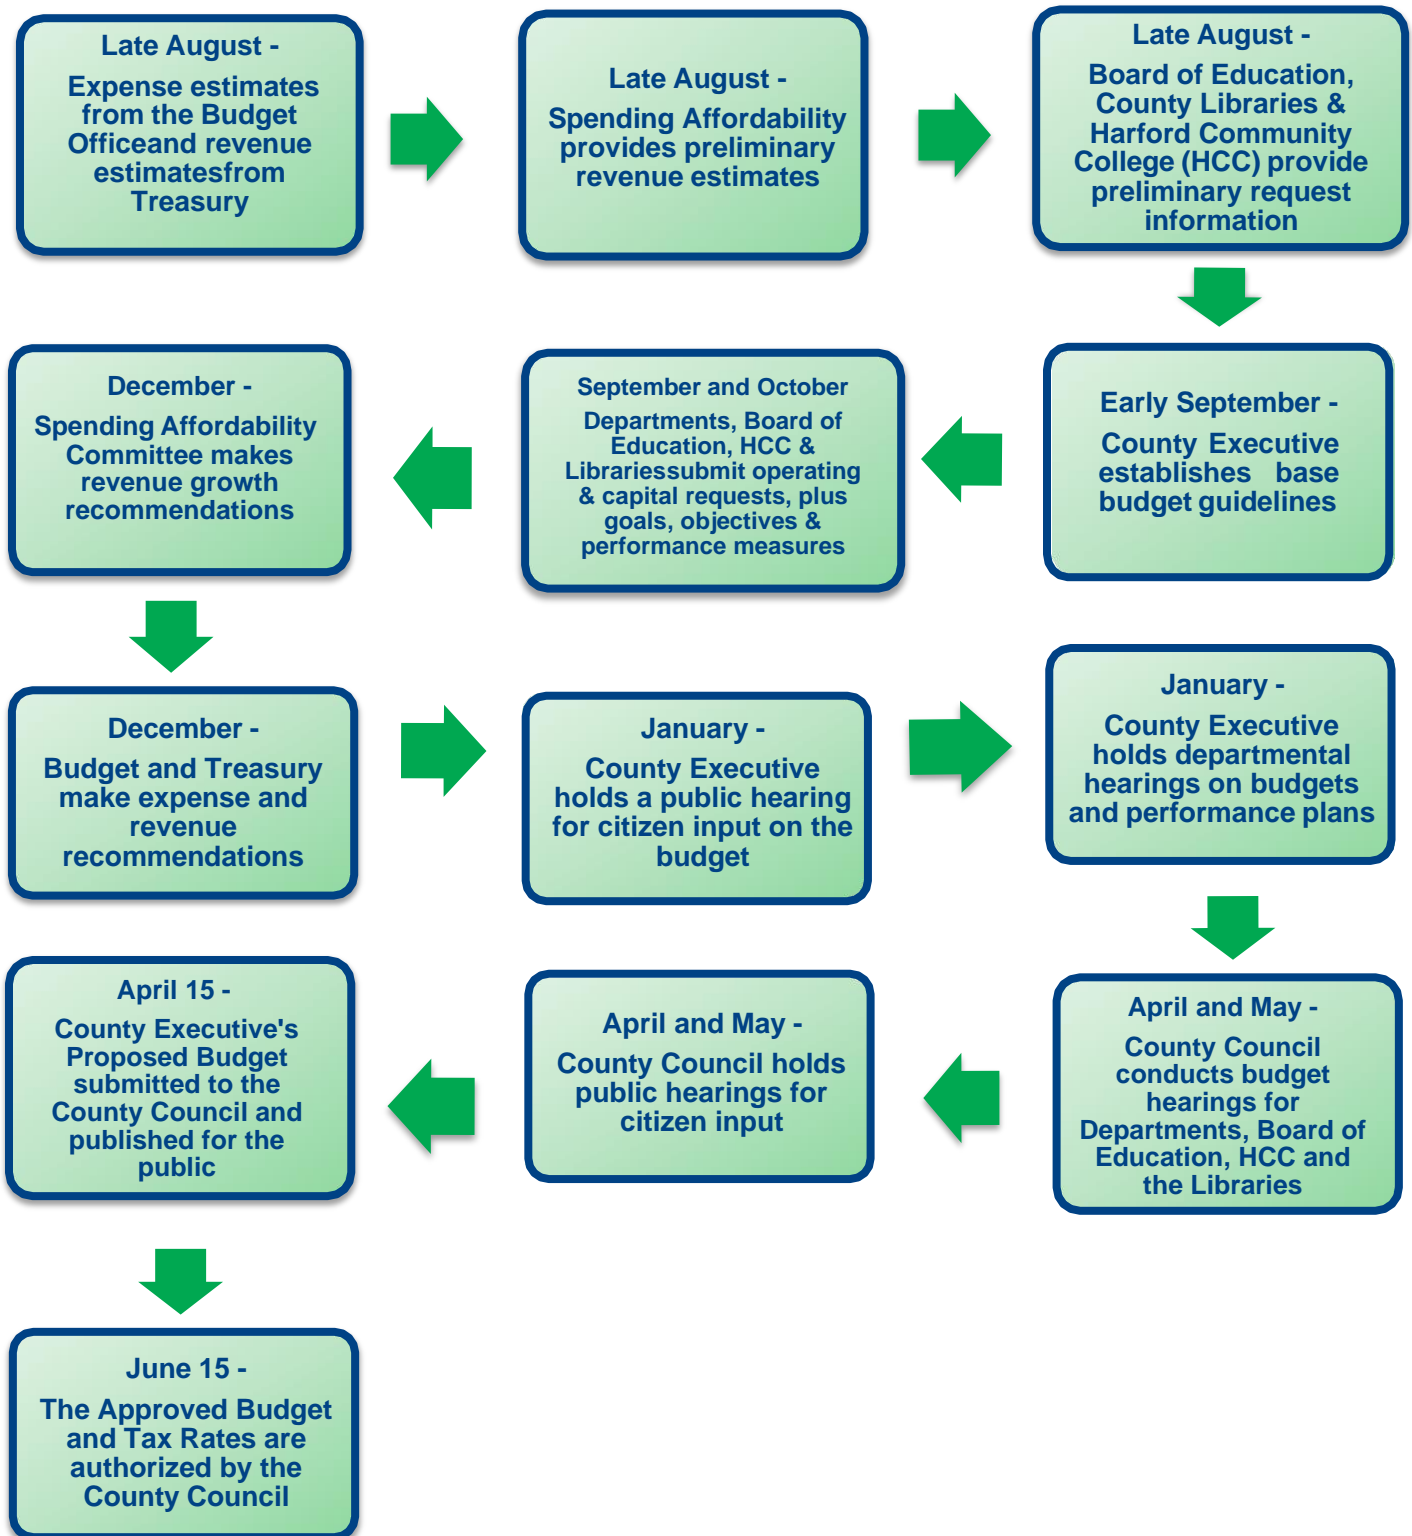 Late August -
Expense estimates
from the Budget
Officeand revenue
estimatesfrom
Treasury
Late August -
Spending Affordability
provides preliminary
revenue estimates
Late August -
Board of Education,
County Libraries &
Harford Community
College (HCC) provide
preliminary request
information
Early September -
County Executive
establishes base
budget guidelines
September and October
Departments, Board of
Education, HCC &
Librariessubmit operating
& capital requests, plus
goals, objectives &
performance measures
December -
Spending Affordability
Committee makes
revenue growth
recommendations
December -
Budget and Treasury
make expense and
revenue
recommendations
January -
County Executive
holds a public hearing
for citizen input on the
budget
January -
County Executive
holds departmental
hearings on budgets
and performance plans
April and May -
County Council
conducts budget
hearings for
Departments, Board of
Education, HCC and
the Libraries
April and May -
County Council holds
public hearings for
citizen input
April 15 -
County Executive's
Proposed Budget
submitted to the
County Council and
published for the
public
June 15 -
The Approved Budget
and Tax Rates are
authorized by the
County Council